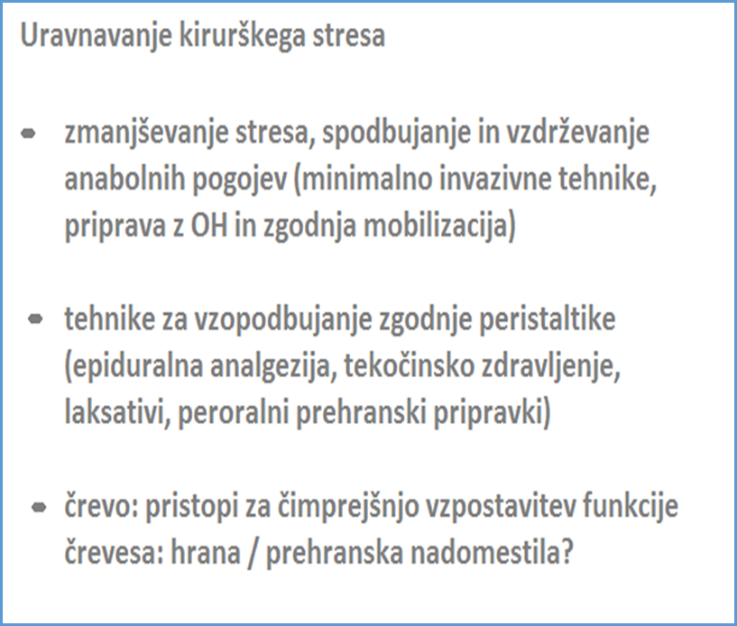 Uravnavanje kirurškega stresa
zmanjševanje stresa, spodbujanje in vzdrževanje
anabolnih pogojev (minimalno invazivne tehnike,
priprava z OH in zgodnja mobilizacija)
tehnike za vzopodbujanje zgodnje peristaltike
(epiduralna analgezija, tekočinsko zdravljenje,
laksativi, peroralni prehranski pripravki)
črevo: pristopi za čimprejšnjo vzpostavitev funkcije
črevesa: hrana / prehranska nadomestila?